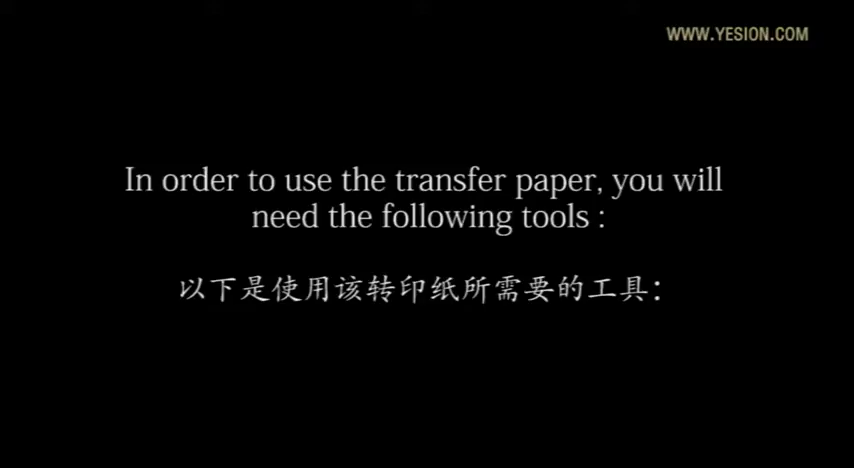 WWW.YESION.COM
In order to use the transfer paper, you will
need the following tools :
以下是使用该转印纸所需要的工具：